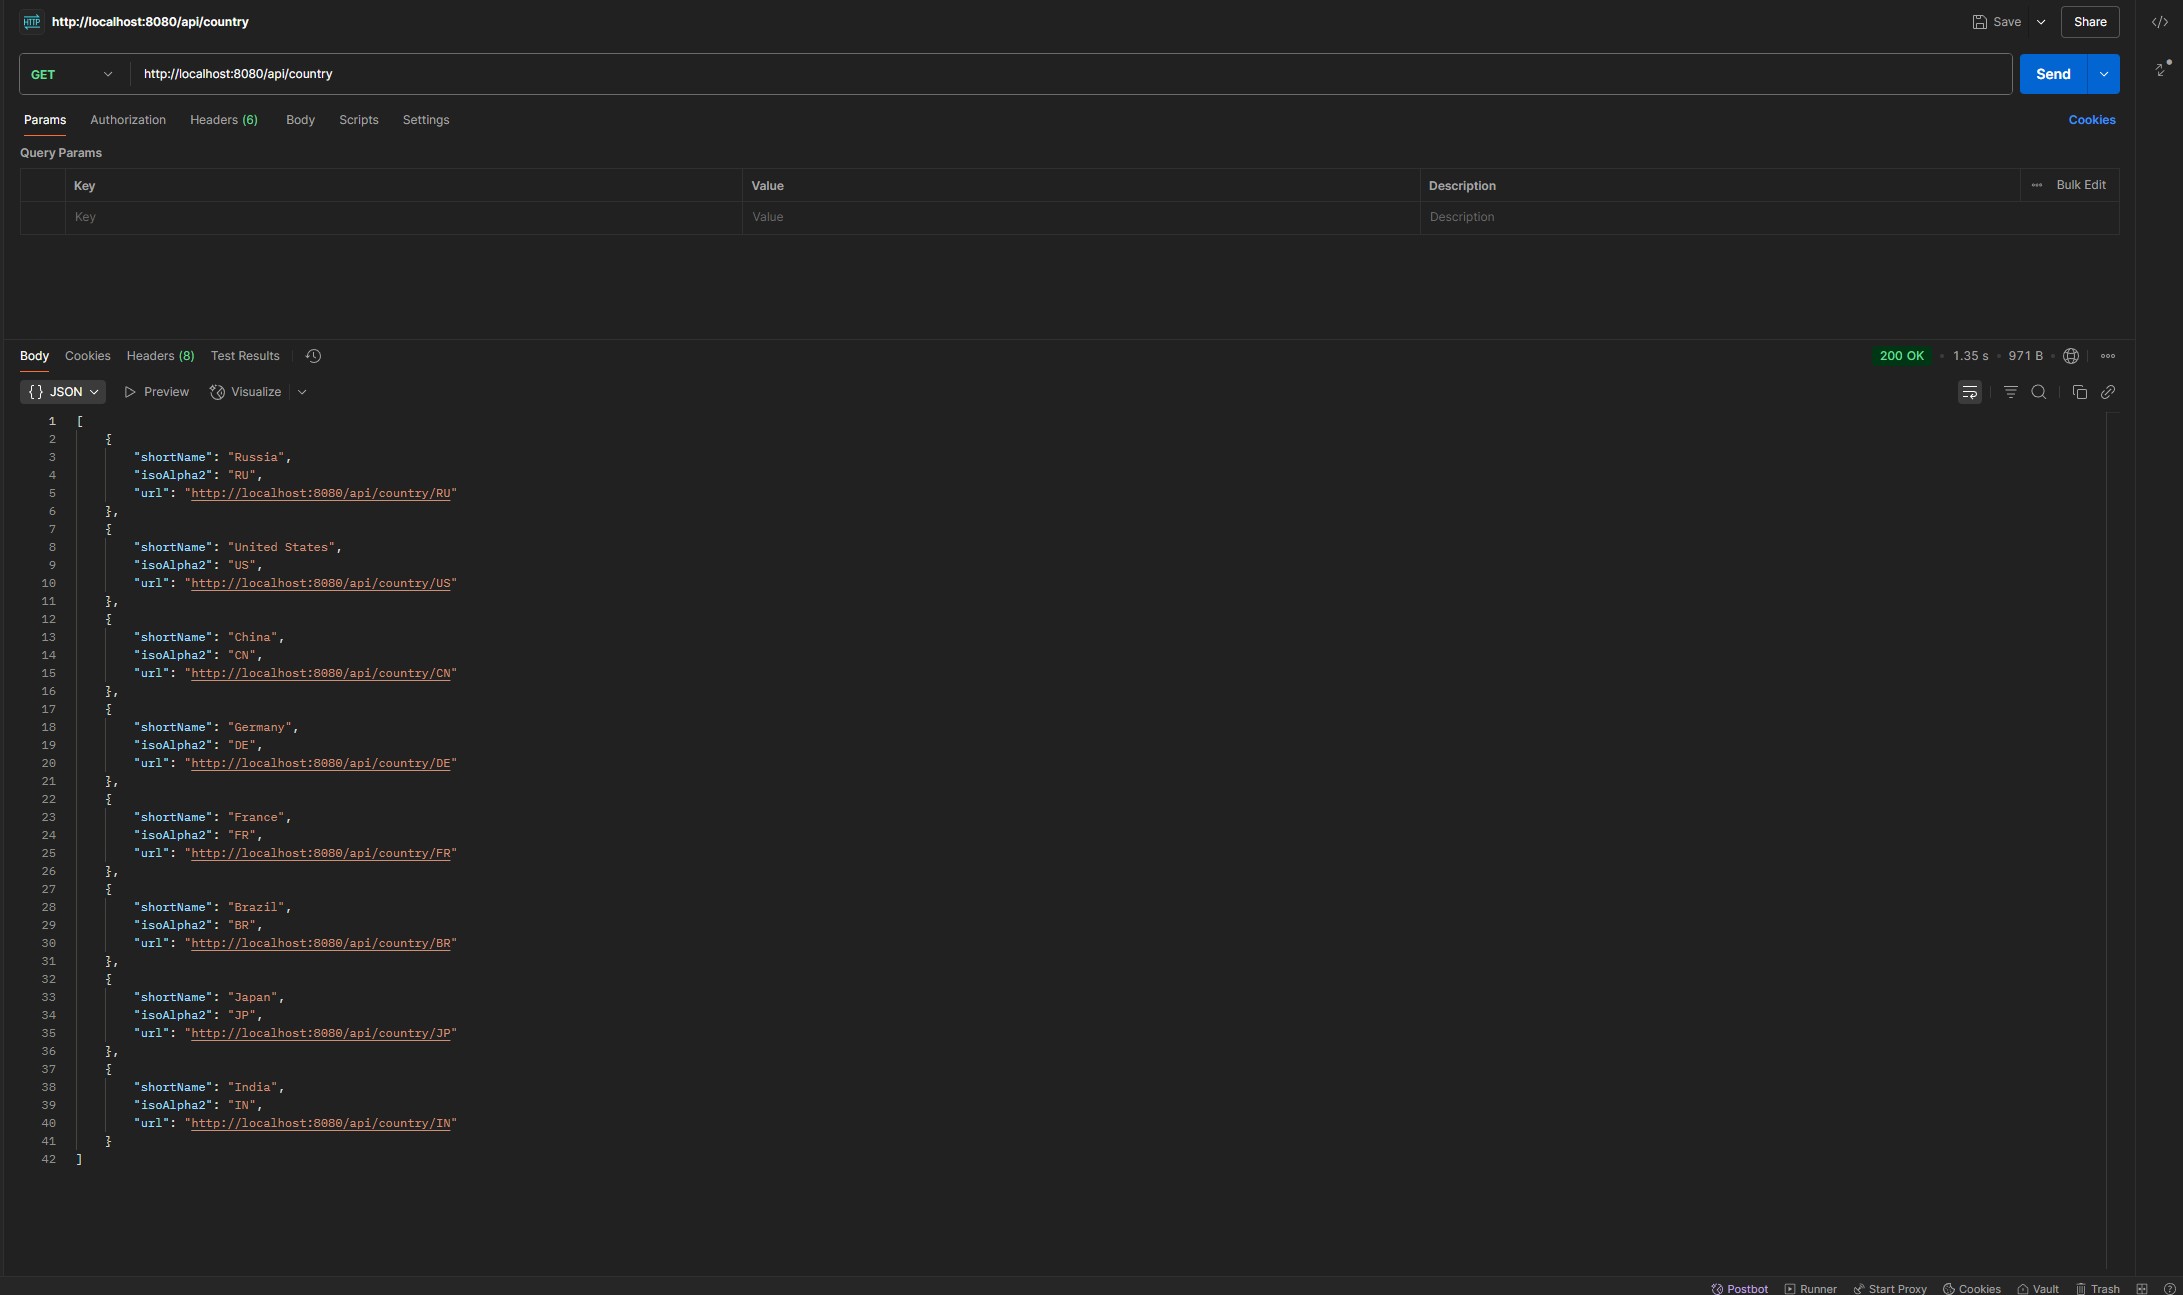 HTTP http://localhost:8080/api/country Save Share
GET http://localhost:8080/api/country Send
Params Authorization Headers (6) Body Scripts Settings Cookies
Query Params
Key Value Description Bulk Edit
Key Value Description
Body Cookies Headers (8) Test Results 200 OK 1.35 s 971 B
{} JSON Preview Visualize
1 [
2 {
3 "shortName": "Russia",
4 "isoAlpha2": "RU",
5 "url": "http://localhost:8080/api/country/RU"
6 },
7 {
8 "shortName": "United States",
9 "isoAlpha2": "US",
10 "url": "http://localhost:8080/api/country/US"
11 },
12 {
13 "shortName": "China",
14 "isoAlpha2": "CN",
15 "url": "http://localhost:8080/api/country/CN"
16 },
17 {
18 "shortName": "Germany",
19 "isoAlpha2": "DE",
20 "url": "http://localhost:8080/api/country/DE"
21 },
22 {
23 "shortName": "France",
24 "isoAlpha2": "FR",
25 "url": "http://localhost:8080/api/country/FR"
26 },
27 {
28 "shortName": "Brazil",
29 "isoAlpha2": "BR",
30 "url": "http://localhost:8080/api/country/BR"
31 },
32 {
33 "shortName": "Japan",
34 "isoAlpha2": "JP",
35 "url": "http://localhost:8080/api/country/JP"
36 },
37 {
38 "shortName": "India",
39 "isoAlpha2": "IN",
40 "url": "http://localhost:8080/api/country/IN"
41 }
42 ]
Postbot Runner Start Proxy Cookies Vault Trash